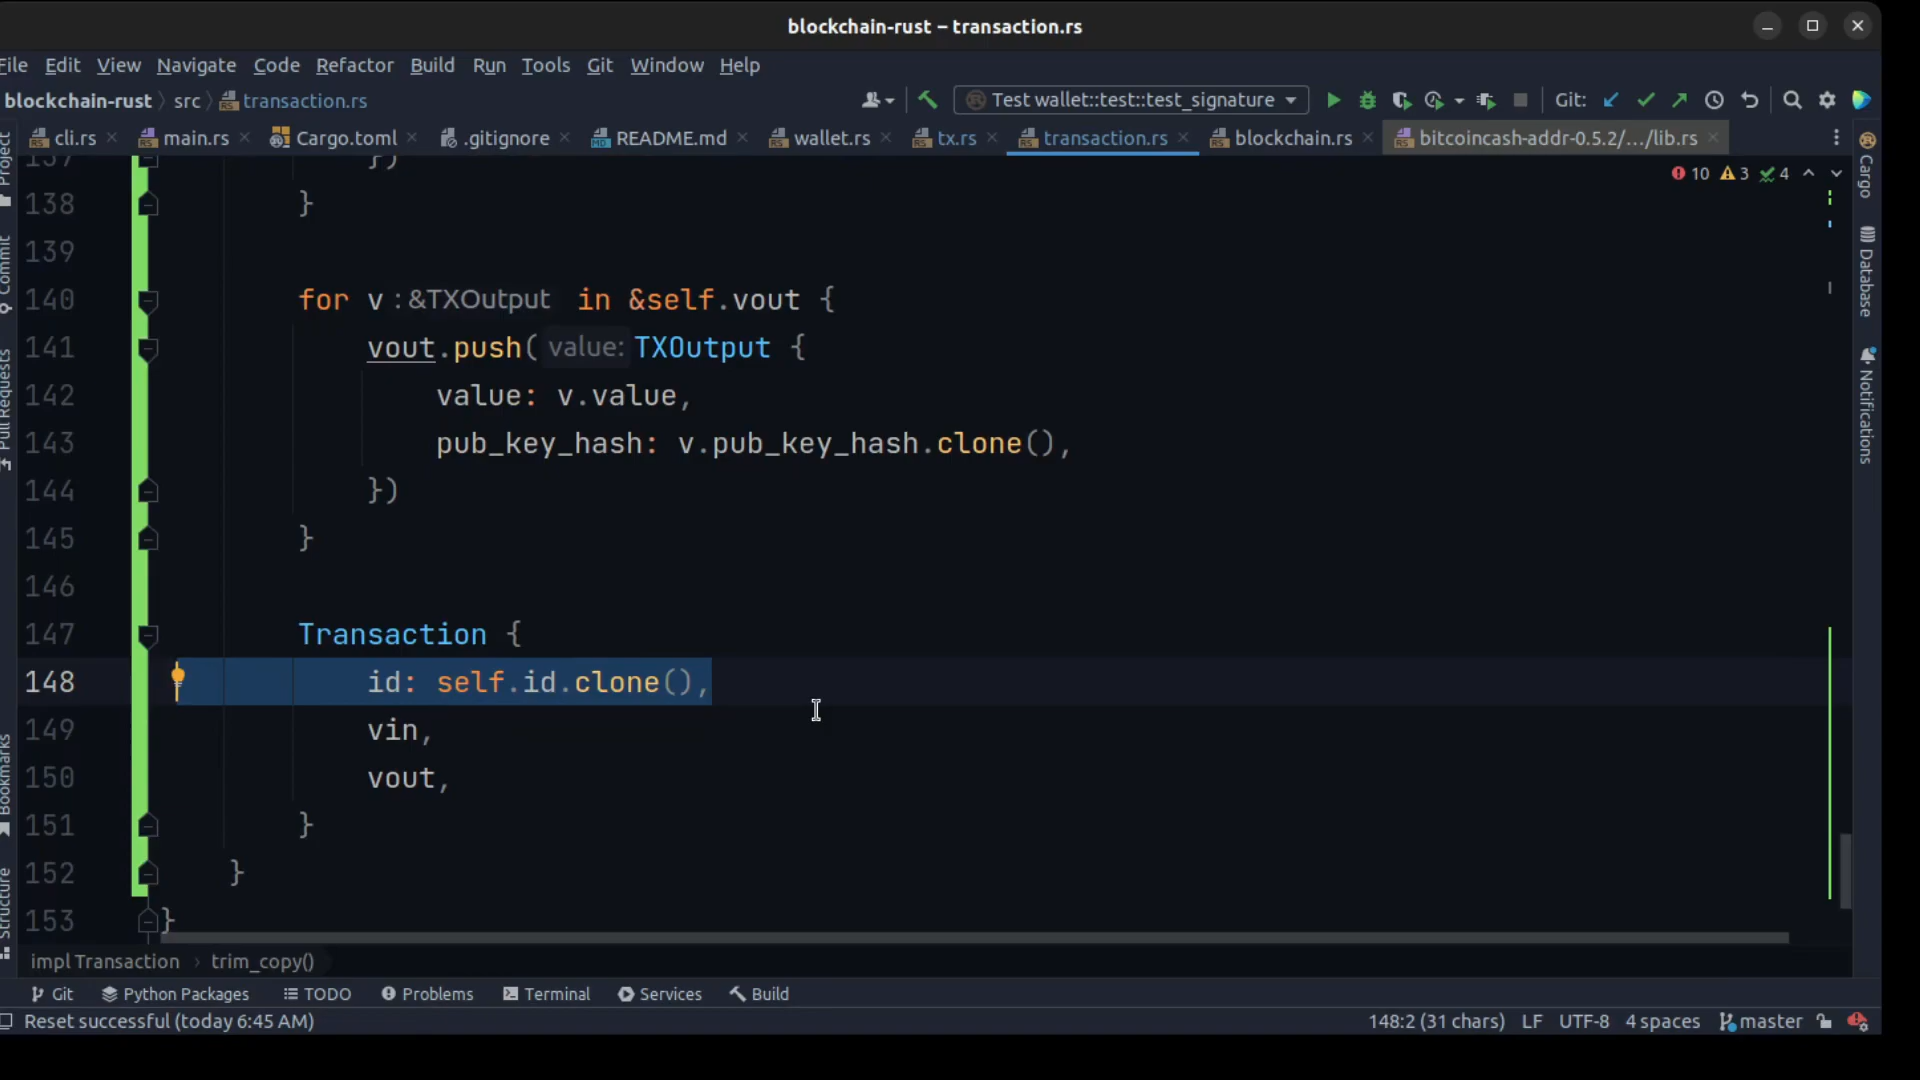 blockchain-rust – transaction.rs
File Edit View Navigate Code Refactor Build Run Tools Git Window Help
blockchain-rust src transaction.rs Test wallet::test::test_signature Git:
cli.rs main.rs Cargo.toml .gitignore README.md wallet.rs tx.rs transaction.rs blockchain.rs bitcoincash-addr-0.5.2/.../lib.rs
10 3 4
137 })
138 }
139
140 for v : &TXOutput in &self.vout {
141 vout.push( value: TXOutput {
142 value: v.value,
143 pub_key_hash: v.pub_key_hash.clone(),
144 })
145 }
146
147 Transaction {
148 id: self.id.clone(),
149 vin,
150 vout,
151 }
152 }
153 }
Project
Commit
Pull Requests
Bookmarks
Structure
Cargo
Database
Notifications
impl Transaction trim_copy()
Git Python Packages TODO Problems Terminal Services Build
Reset successful (today 6:45 AM) 148:2 (31 chars) LF UTF-8 4 spaces master